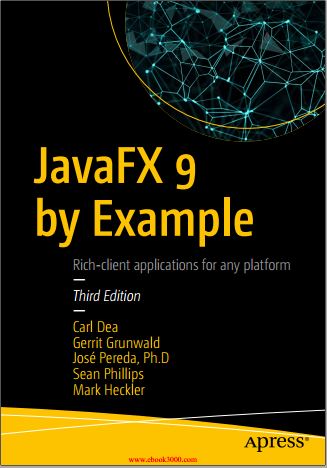 JavaFX 9
by Example
Rich-client applications for any platform
Third Edition
Carl Dea
Gerrit Grunwald
José Pereda, Ph.D
Sean Phillips
Mark Heckler
Apress®
www.ebook3000.com